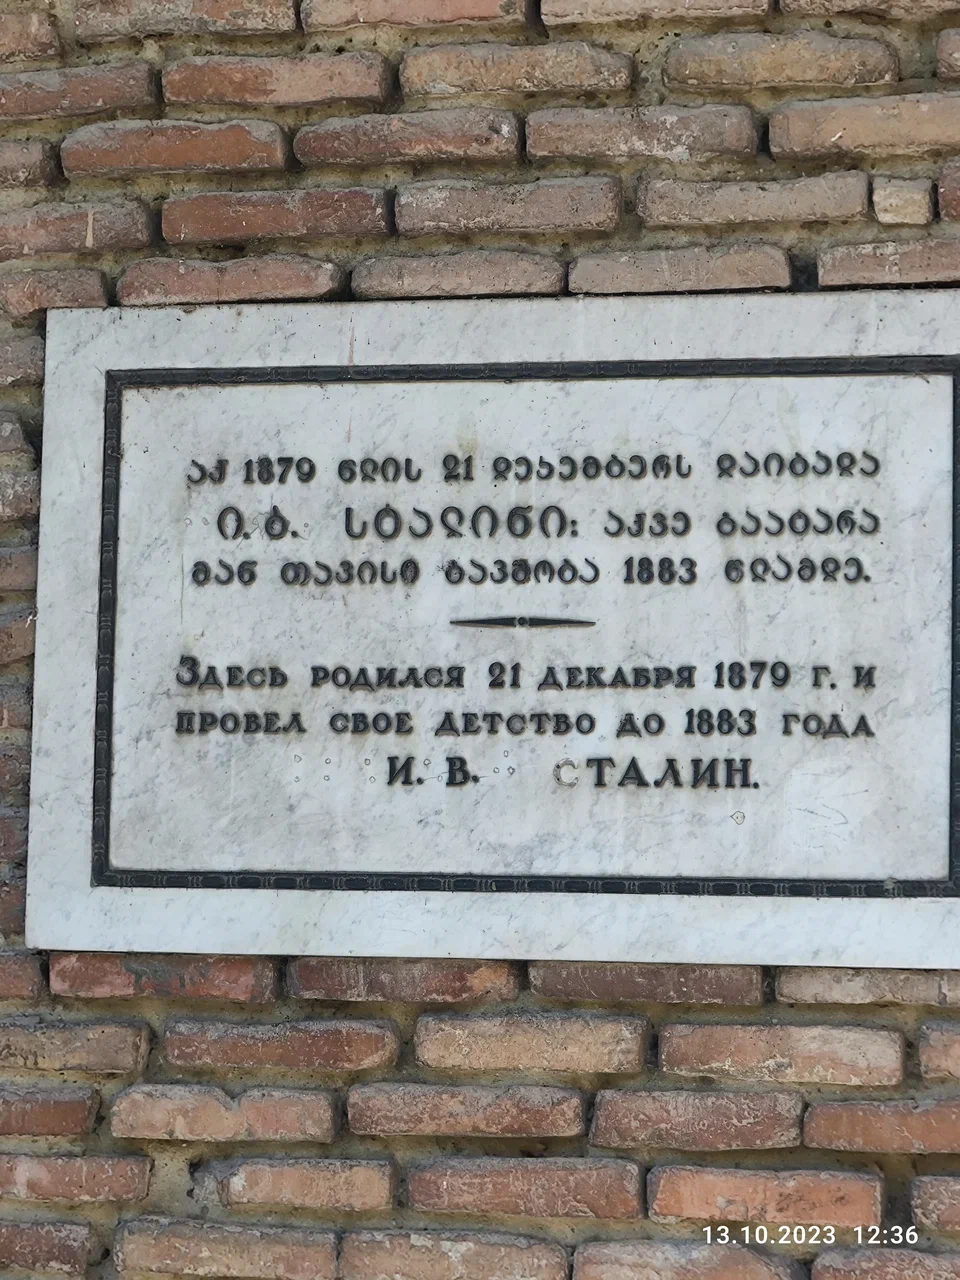 აქ 1879 წლის 21 დეკემბერს დაიბადა
ი. ბ. სტალინი: აქვე გაატარა
მან თავისი ბავშობა 1883 წლამდე.
Здесь родился 21 декабря 1879 г. и
провел свое детство до 1883 года
И. В. СТАЛИН.
13.10.2023 12:36